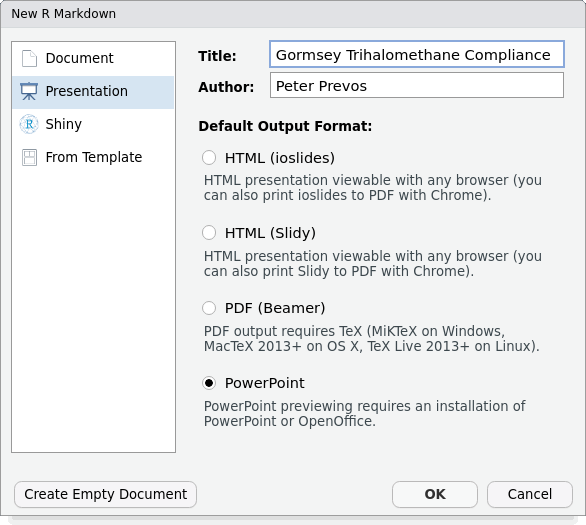 New R Markdown
Document
Presentation
Shiny
From Template
Title: Gormsey Trihalomethane Compliance
Author: Peter Prevos
Default Output Format:
HTML (ioslides)
HTML presentation viewable with any browser (you
can also print ioslides to PDF with Chrome).
HTML (Slidy)
HTML presentation viewable with any browser (you
can also print Slidy to PDF with Chrome).
PDF (Beamer)
PDF output requires TeX (MiKTeX on Windows,
MacTeX 2013+ on OS X, TeX Live 2013+ on Linux).
PowerPoint
PowerPoint previewing requires an installation of
PowerPoint or OpenOffice.
Create Empty Document
OK
Cancel